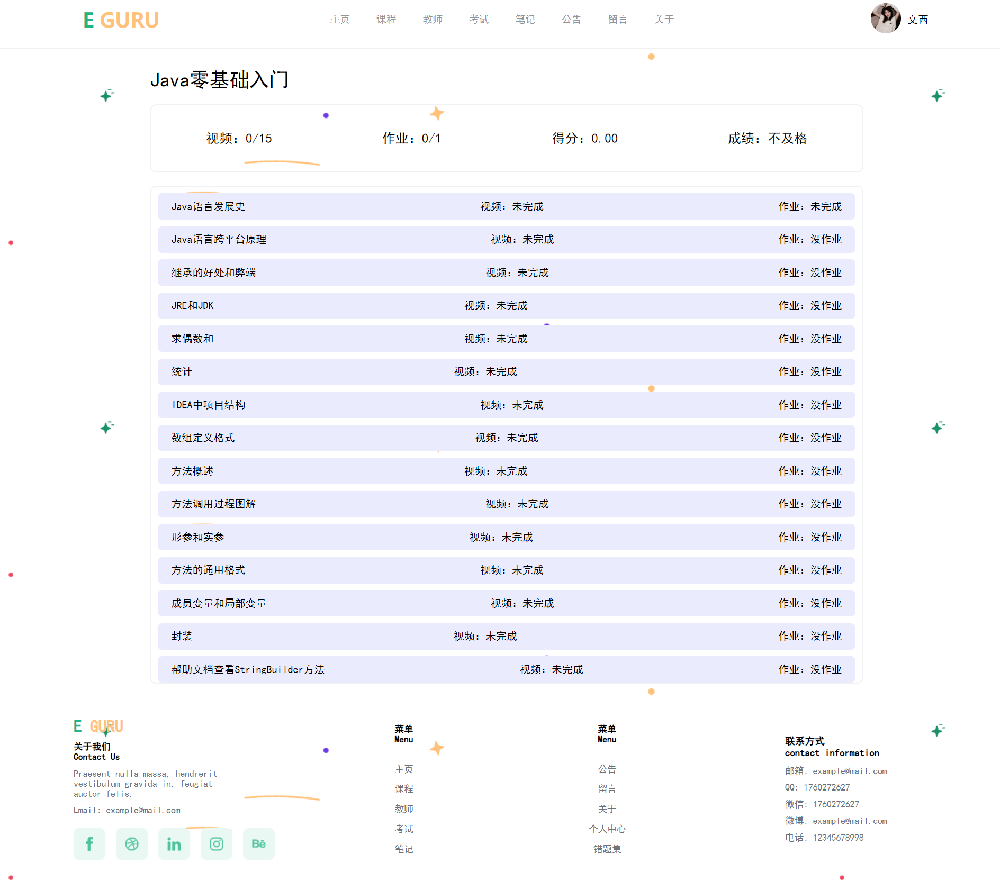 E GURU
主页 课程 教师 考试 笔记 公告 留言 关于
文西
Java零基础入门
视频：0/15 作业：0/1 得分：0.00 成绩：不及格
Java语言发展史 视频：未完成 作业：未完成
Java语言跨平台原理 视频：未完成 作业：没作业
继承的好处和弊端 视频：未完成 作业：没作业
JRE和JDK 视频：未完成 作业：没作业
求偶数和 视频：未完成 作业：没作业
统计 视频：未完成 作业：没作业
IDEA中项目结构 视频：未完成 作业：没作业
数组定义格式 视频：未完成 作业：没作业
方法概述 视频：未完成 作业：没作业
方法调用过程图解 视频：未完成 作业：没作业
形参和实参 视频：未完成 作业：没作业
方法的通用格式 视频：未完成 作业：没作业
成员变量和局部变量 视频：未完成 作业：没作业
封装 视频：未完成 作业：没作业
帮助文档查看StringBuilder方法 视频：未完成 作业：没作业
E GURU
关于我们
Contact Us
Praesent nulla massa, hendrerit
vestibulum gravida in, feugiat
auctor felis.
Email: example@mail.com
f in Bē
菜单
Menu
主页
课程
教师
考试
笔记
菜单
Menu
公告
留言
关于
个人中心
错题集
联系方式
contact information
邮箱: example@mail.com
QQ: 1760272627
微信: 1760272627
微博: example@mail.com
电话: 12345678998